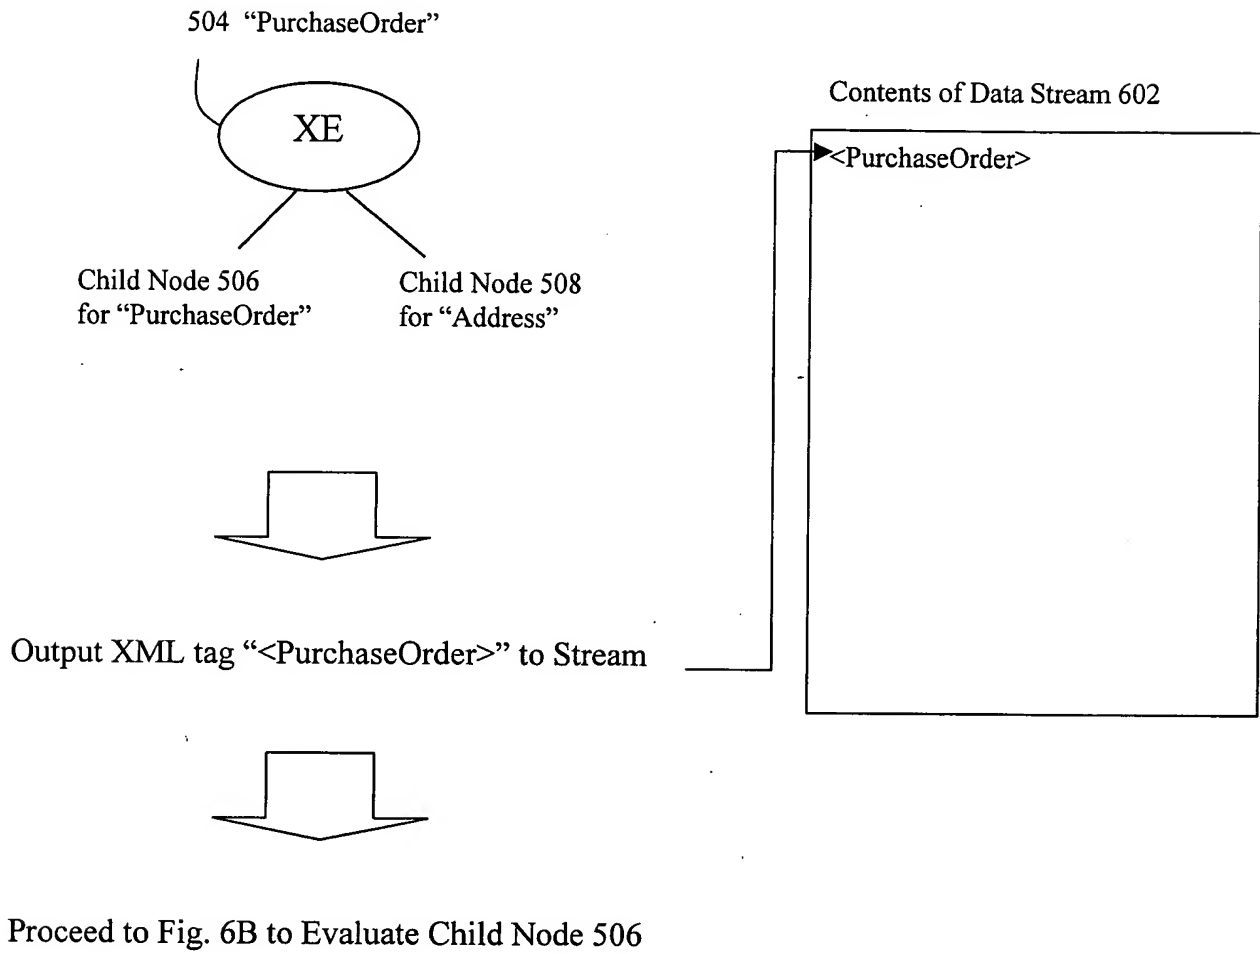 504 “PurchaseOrder”
XE
Child Node 506
for “PurchaseOrder”
Child Node 508
for “Address”
Contents of Data Stream 602
<PurchaseOrder>
Output XML tag “<PurchaseOrder>” to Stream
Proceed to Fig. 6B to Evaluate Child Node 506